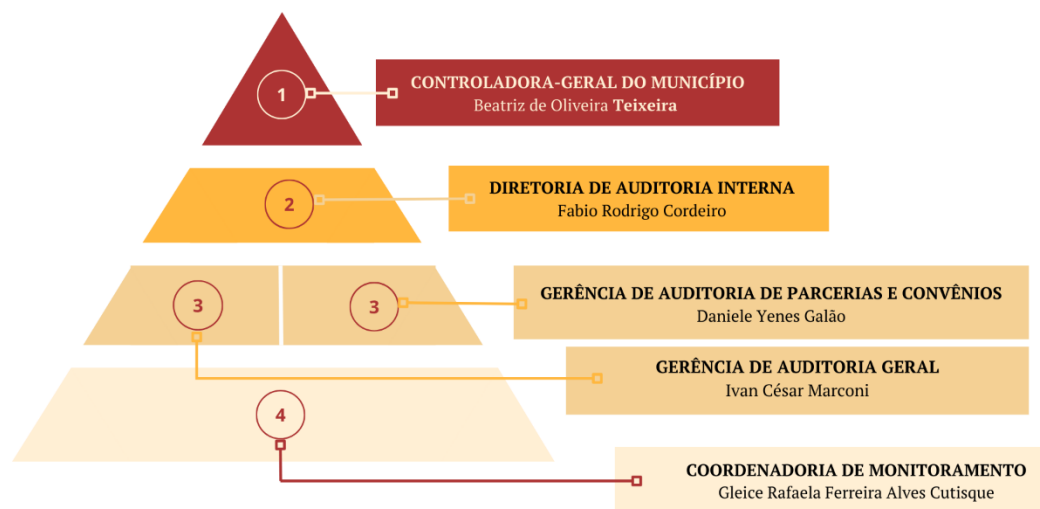 1
CONTROLADORA-GERAL DO MUNICÍPIO
Beatriz de Oliveira Teixeira
2
DIRETORIA DE AUDITORIA INTERNA
Fabio Rodrigo Cordeiro
3
3
GERÊNCIA DE AUDITORIA DE PARCERIAS E CONVÊNIOS
Daniele Yenes Galão
GERÊNCIA DE AUDITORIA GERAL
Ivan César Marconi
4
COORDENADORIA DE MONITORAMENTO
Gleice Rafaela Ferreira Alves Cutisque